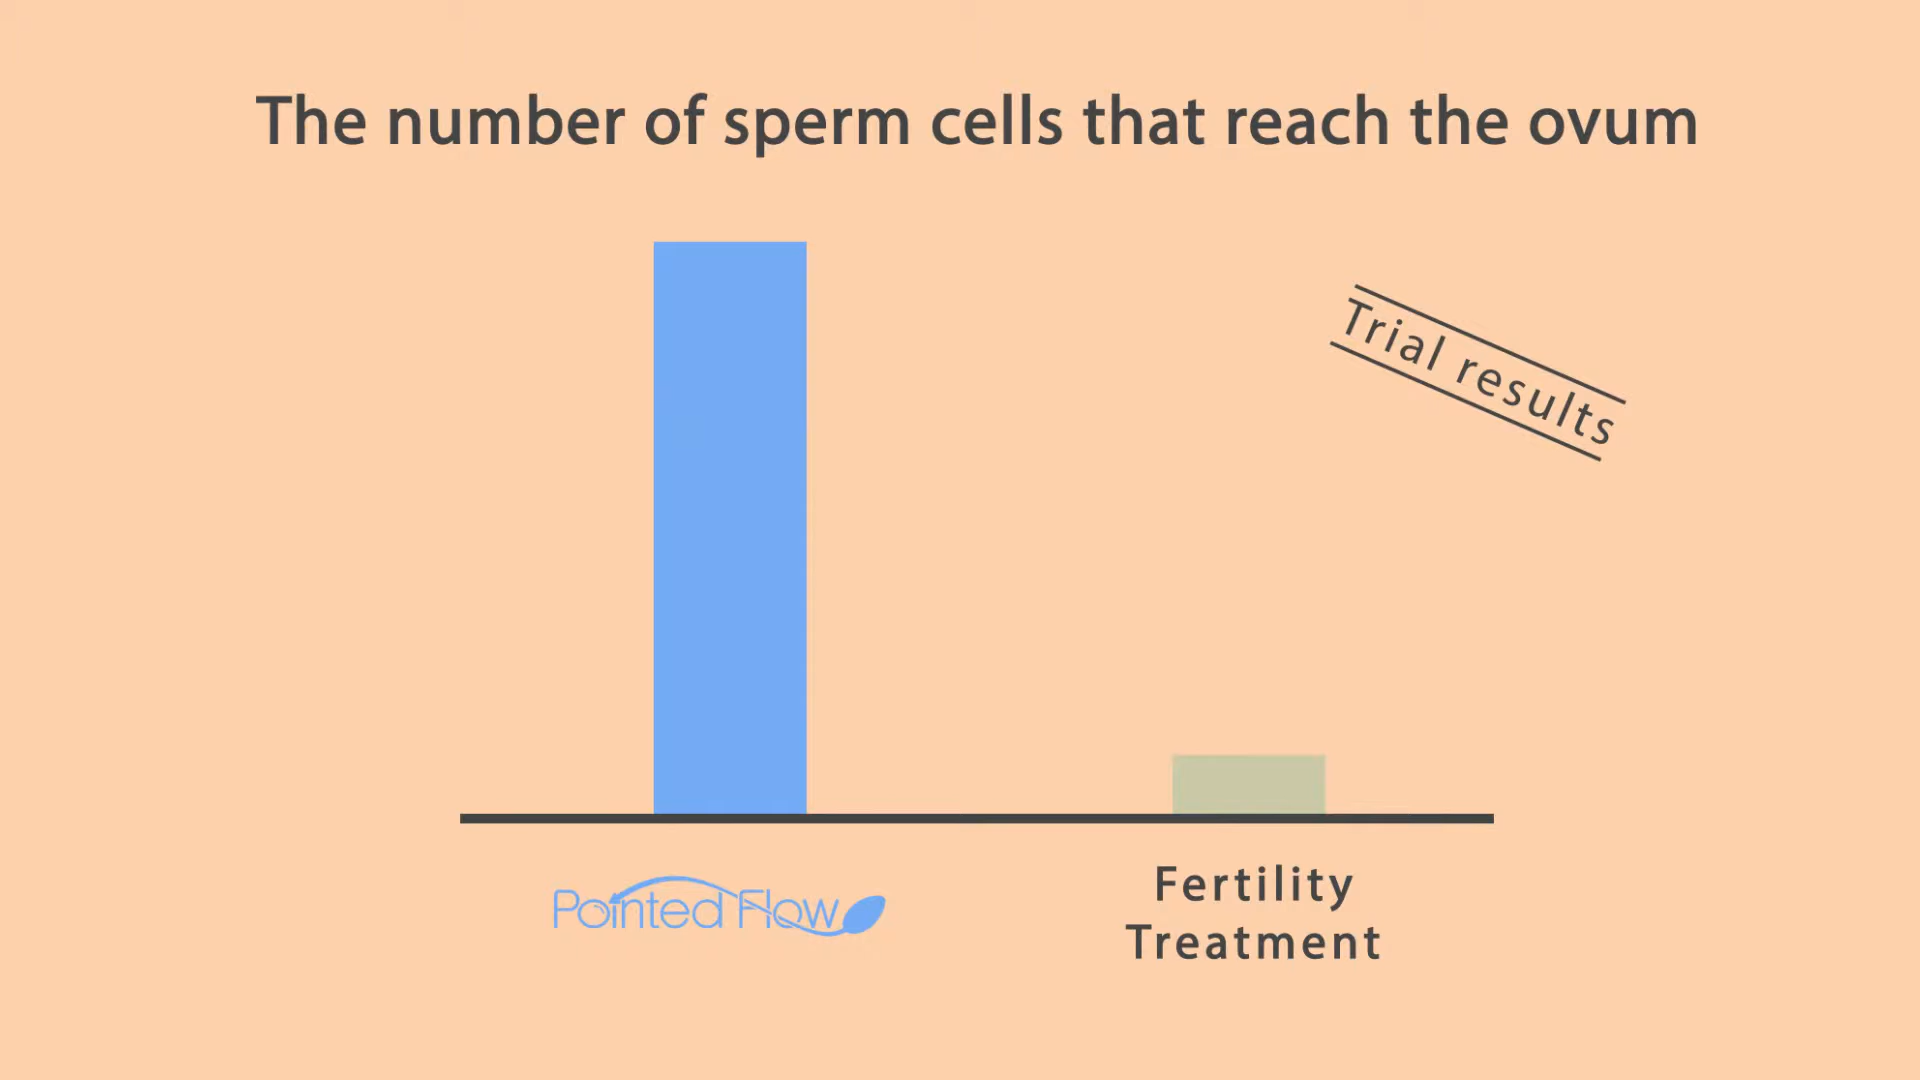 The number of sperm cells that reach the ovum
Trial results
Pointed Flow
Fertility
Treatment